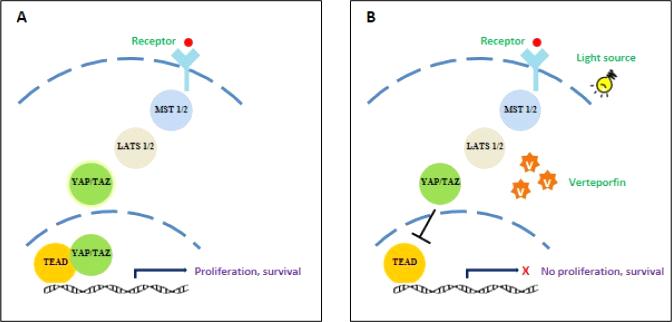 A
Receptor
MST 1/2
LATS 1/2
YAP/TAZ
YAP/TAZ
TEAD
Proliferation, survival
B
Receptor
Light source
MST 1/2
LATS 1/2
V
V
V
Verteporfin
YAP/TAZ
TEAD
X
No proliferation, survival